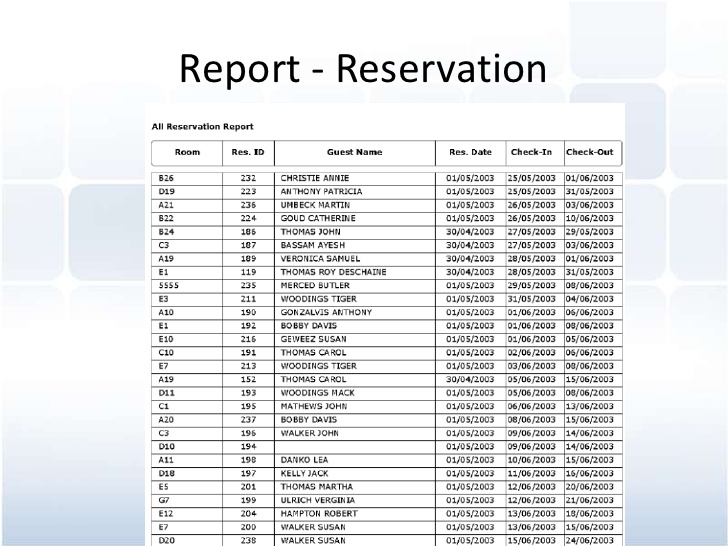 Report - Reservation
All Reservation Report
Room Res. ID Guest Name Res. Date Check-In Check-Out
B26 232 CHRISTIE ANNIE 01/05/2003 25/05/2003 01/06/2003
D19 223 ANTHONY PATRICIA 01/05/2003 25/05/2003 31/05/2003
A21 236 UMBECK MARTIN 01/05/2003 26/05/2003 03/06/2003
B22 224 GOUD CATHERINE 01/05/2003 26/05/2003 10/06/2003
B24 186 THOMAS JOHN 30/04/2003 27/05/2003 29/05/2003
C3 187 BASSAM AYESH 30/04/2003 27/05/2003 03/06/2003
A19 189 VERONICA SAMUEL 30/04/2003 28/05/2003 01/06/2003
E1 119 THOMAS ROY DESCHAINE 30/04/2003 28/05/2003 31/05/2003
5555 235 MERCED BUTLER 01/05/2003 29/05/2003 08/06/2003
E3 211 WOODINGS TIGER 01/05/2003 31/05/2003 04/06/2003
A10 190 GONZALVIS ANTHONY 01/05/2003 01/06/2003 06/06/2003
E1 192 BOBBY DAVIS 01/05/2003 01/06/2003 08/06/2003
E10 216 GEWEEZ SUSAN 01/05/2003 01/06/2003 05/06/2003
C10 191 THOMAS CAROL 01/05/2003 02/06/2003 06/06/2003
E7 213 WOODINGS TIGER 01/05/2003 03/06/2003 08/06/2003
A19 152 THOMAS CAROL 30/04/2003 05/06/2003 15/06/2003
D11 193 WOODINGS MACK 01/05/2003 05/06/2003 08/06/2003
C1 195 MATHEWS JOHN 01/05/2003 06/06/2003 13/06/2003
A20 237 BOBBY DAVIS 01/05/2003 08/06/2003 15/06/2003
C3 196 WALKER JOHN 01/05/2003 09/06/2003 14/06/2003
D10 194 01/05/2003 09/06/2003 14/06/2003
A11 198 DANKO LEA 01/05/2003 10/06/2003 15/06/2003
D18 197 KELLY JACK 01/05/2003 11/06/2003 16/06/2003
E5 201 THOMAS MARTHA 01/05/2003 12/06/2003 20/06/2003
G7 199 ULRICH VERGINIA 01/05/2003 12/06/2003 21/06/2003
E12 204 HAMPTON ROBERT 01/05/2003 13/06/2003 18/06/2003
E7 200 WALKER SUSAN 01/05/2003 13/06/2003 15/06/2003
D20 238 WALKER SUSAN 01/05/2003 15/06/2003 24/06/2003